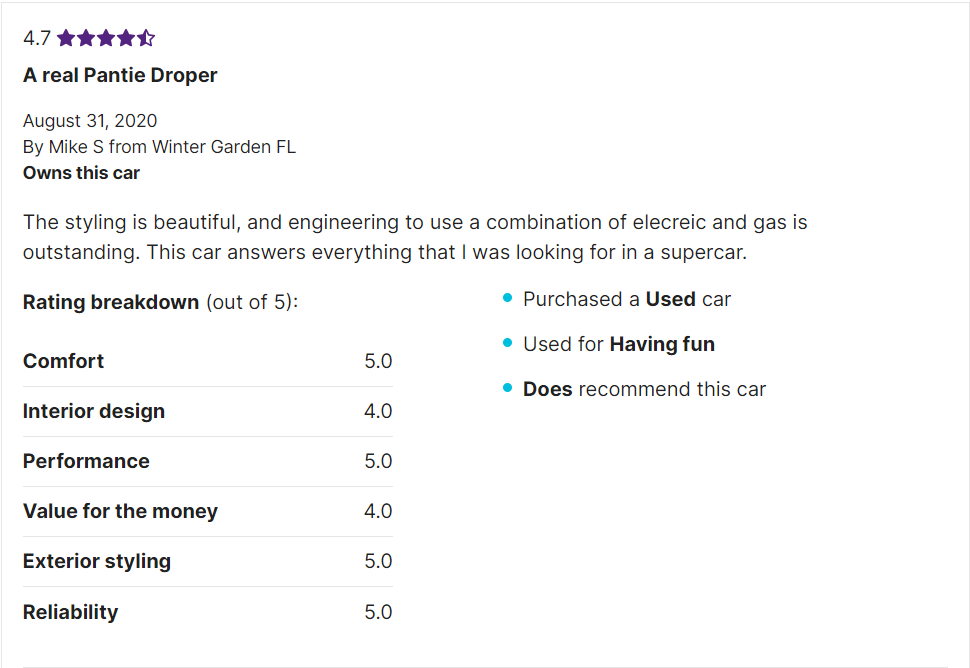 4.7
A real Pantie Droper
August 31, 2020
By Mike S from Winter Garden FL
Owns this car
The styling is beautiful, and engineering to use a combination of elecreic and gas is
outstanding. This car answers everything that I was looking for in a supercar.
Rating breakdown (out of 5):
Comfort 5.0
Interior design 4.0
Performance 5.0
Value for the money 4.0
Exterior styling 5.0
Reliability 5.0
Purchased a Used car
Used for Having fun
Does recommend this car